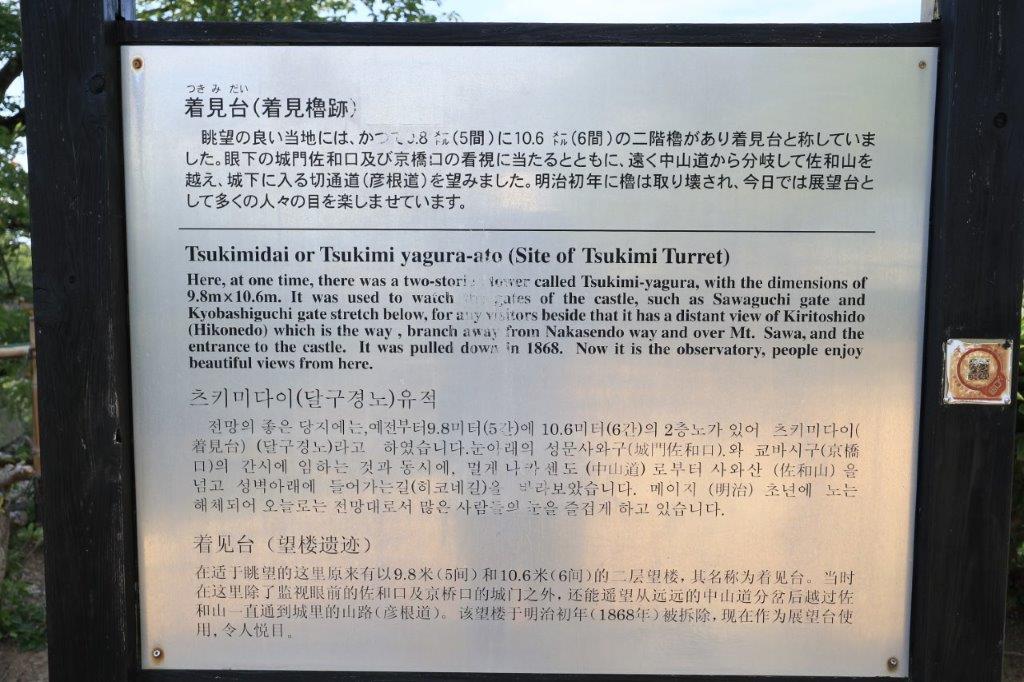 つきみだい
着見台(着見櫓跡)
眺望の良い当地には、かつて9.8㍍(5間)に10.6㍍(6間)の二階櫓があり着見台と称していま
した。眼下の城門佐和口及び京橋口の看視に当たるとともに、遠く中山道から分岐して佐和山を
越え、城下に入る切通道(彦根道)を望みました。明治初年に櫓は取り壊され、今日では展望台と
して多くの人々の目を楽しませています。
Tsukimidai or Tsukimi yagura-ato (Site of Tsukimi Turret)
Here, at one time, there was a two-storied tower called Tsukimi-yagura, with the dimensions of
9.8m×10.6m. It was used to watch the gates of the castle, such as Sawaguchi gate and
Kyobashiguchi gate stretch below, for any visitors beside that it has a distant view of Kiritoshido
(Hikonedo) which is the way , branch away from Nakasendo way and over Mt. Sawa, and the
entrance to the castle. It was pulled down in 1868. Now it is the observatory, people enjoy
beautiful views from here.
츠키미다이(달구경노)유적
전망의 좋은 당지에는,예전부터9.8미터(5간)에 10.6미터(6간)의 2층노가 있어 츠키미다이(
着見台) (달구경노)라고 하였습니다.눈아래의 성문사와구(城門佐和口).와 쿄바시구(京橋
口)의 간시에 임하는 것과 동시에, 멀게 나카센도 (中山道) 로부터 사와산 (佐和山) 을
넘고 성벽아래에 들어가는길(히코네길)을 바라보았습니다. 메이지 (明治) 초년에 노는
해체되어 오늘로는 전망대로서 많은 사람들의 눈을 즐겁게 하고 있습니다.
着见台（望楼遗迹）
在适于眺望的这里原来有以9.8米(5间) 和10.6米(6间)的二层望楼，其名称为着见台。当时
在这里除了监视眼前的佐和口及京桥口的城门之外，还能遥望从远远的中山道分岔后越过佐
和山一直通到城里的山路(彦根道)。该望楼于明治初年(1868年)被拆除，现在作为展望台使
用，令人悦目。